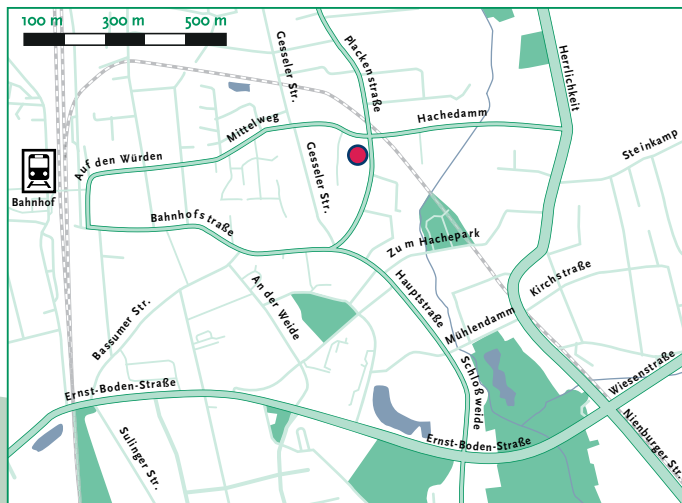 100 m 300 m 500 m
Gesseler Str.
Plackenstraße
Herrlichkeit
Mittelweg
Hachedamm
Steinkamp
Auf den Würden
Gesseler Str.
Bahnhof
Bahnhofstraße
Zum Hachepark
Kirchstraße
An der Weide
Hauptstraße
Mühlendamm
Bassumer Str.
Schloßweide
Wiesenstraße
Ernst-Boden-Straße
Ernst-Boden-Straße
Nienburger Str.
Sulinger Str.